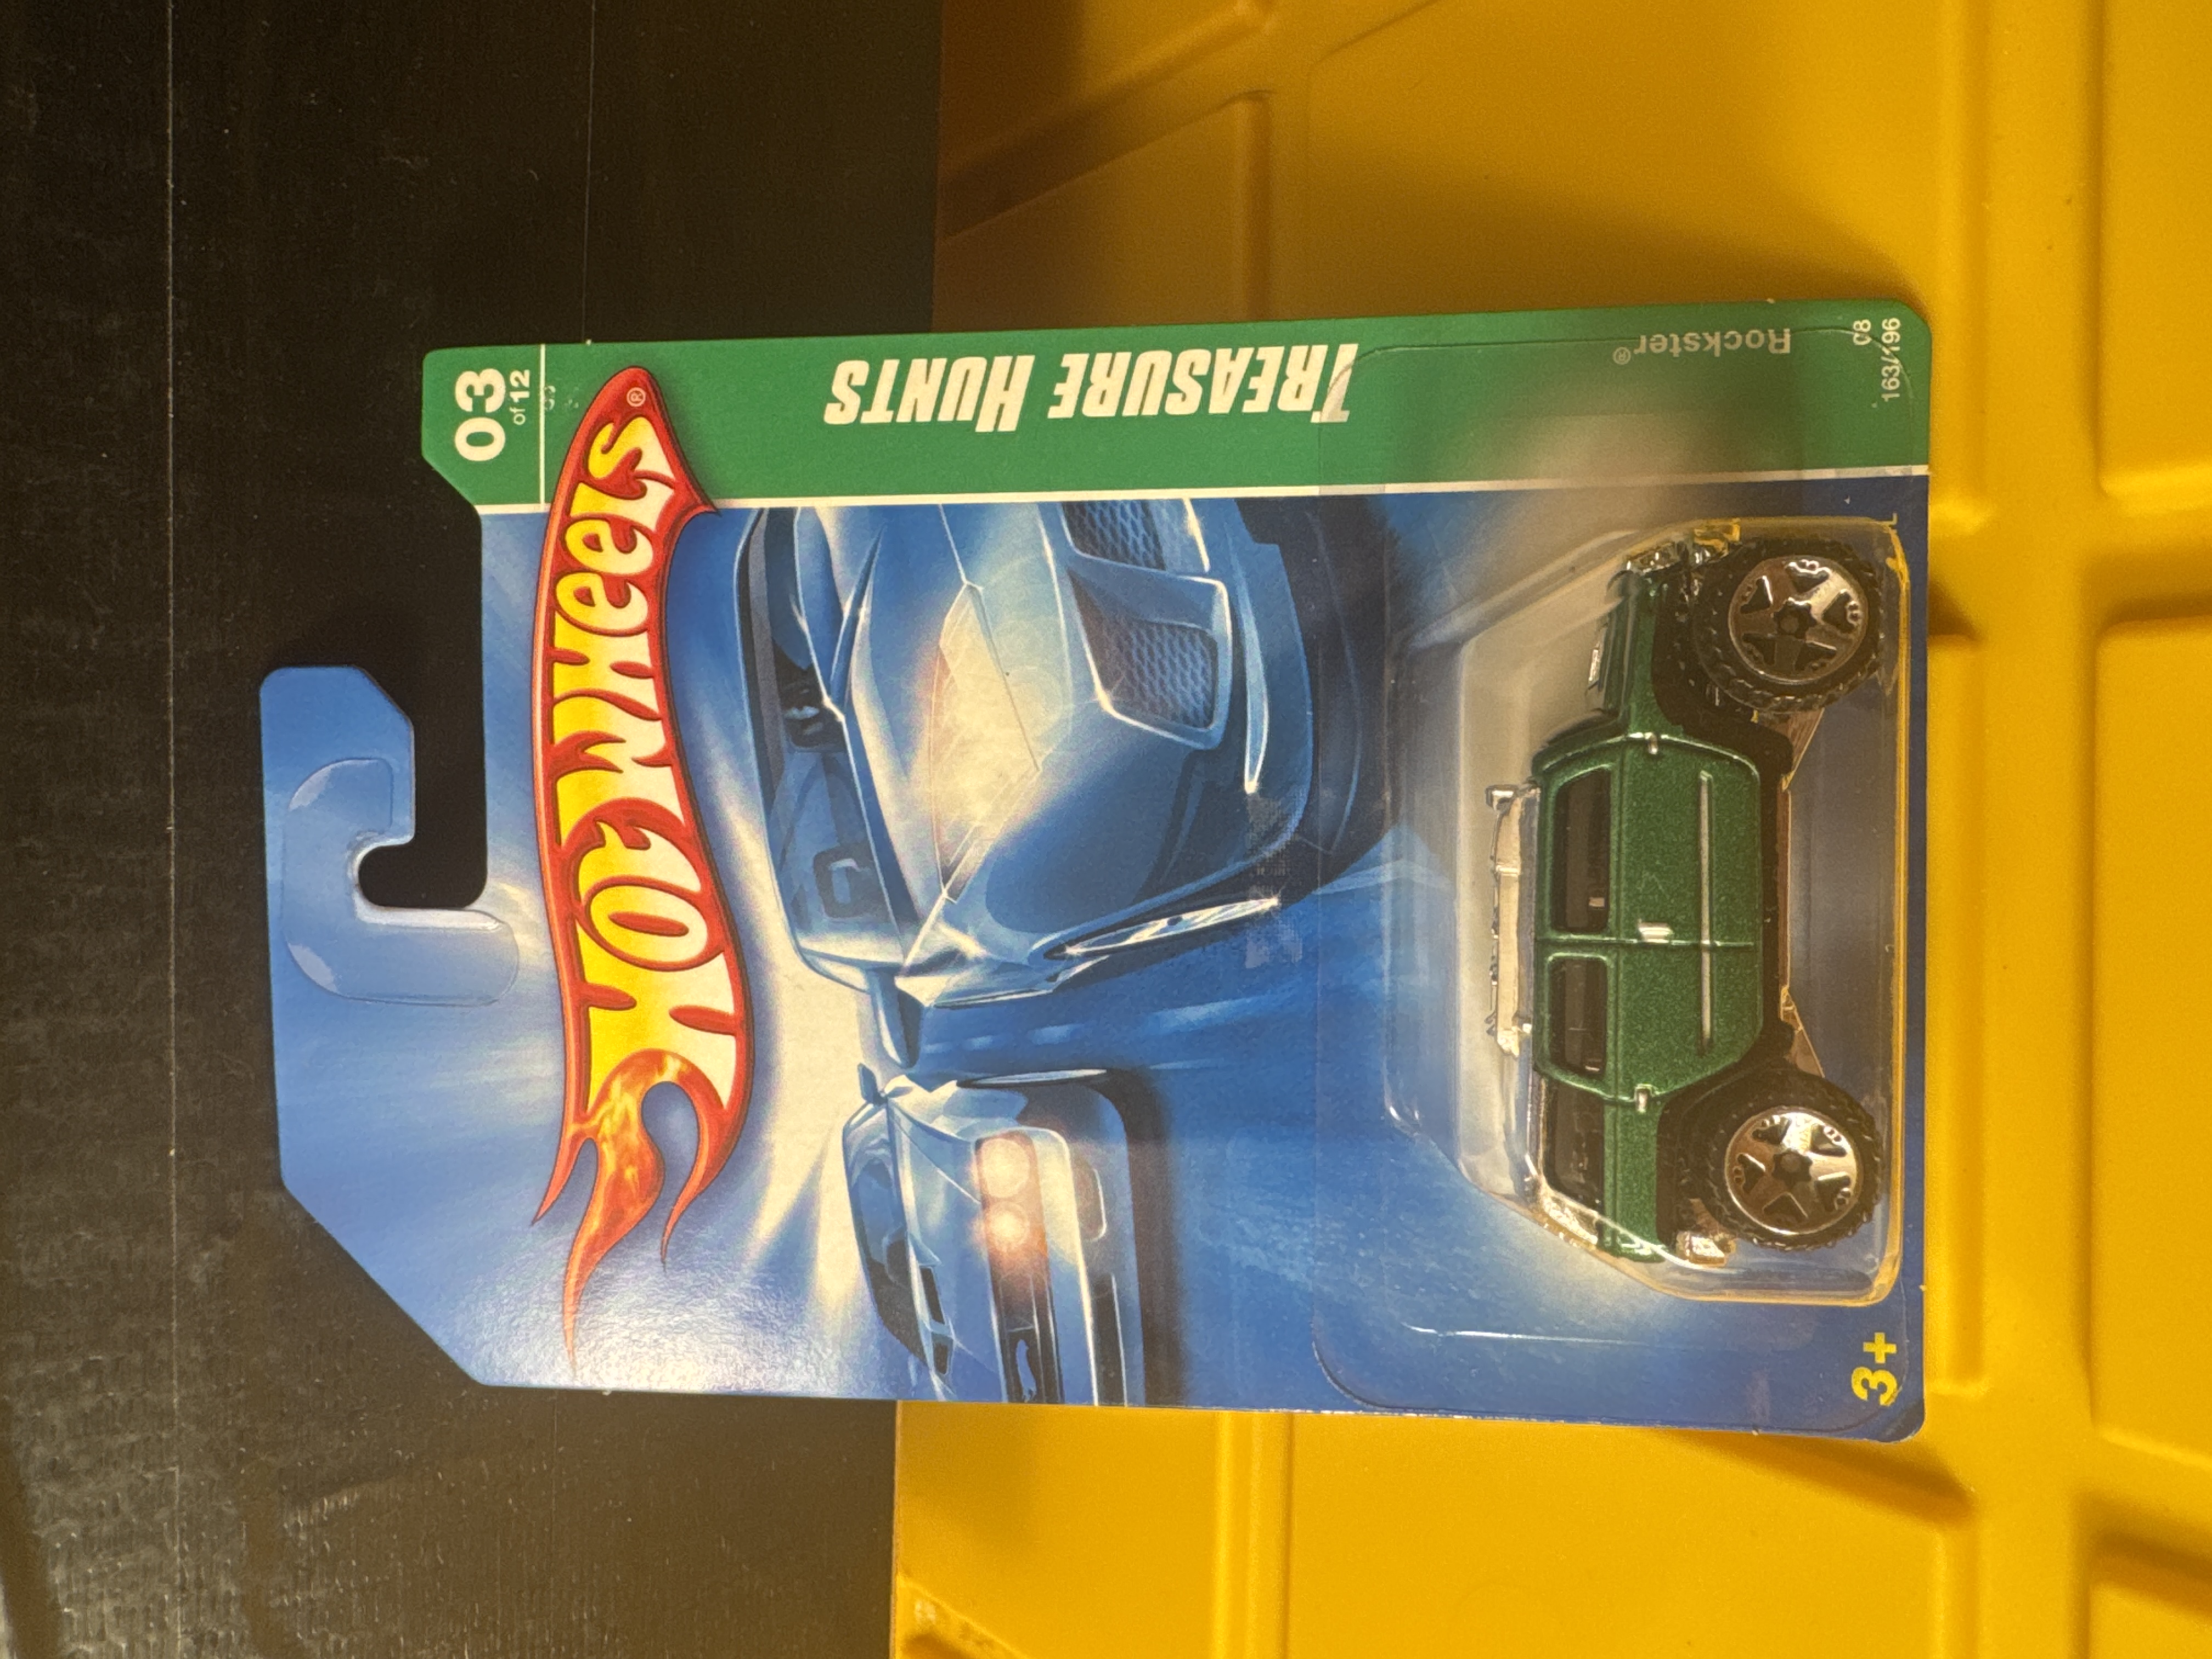 03
of 12
HOT WHEELS®
TREASURE HUNTS
Rockster®
08
163/196
3+